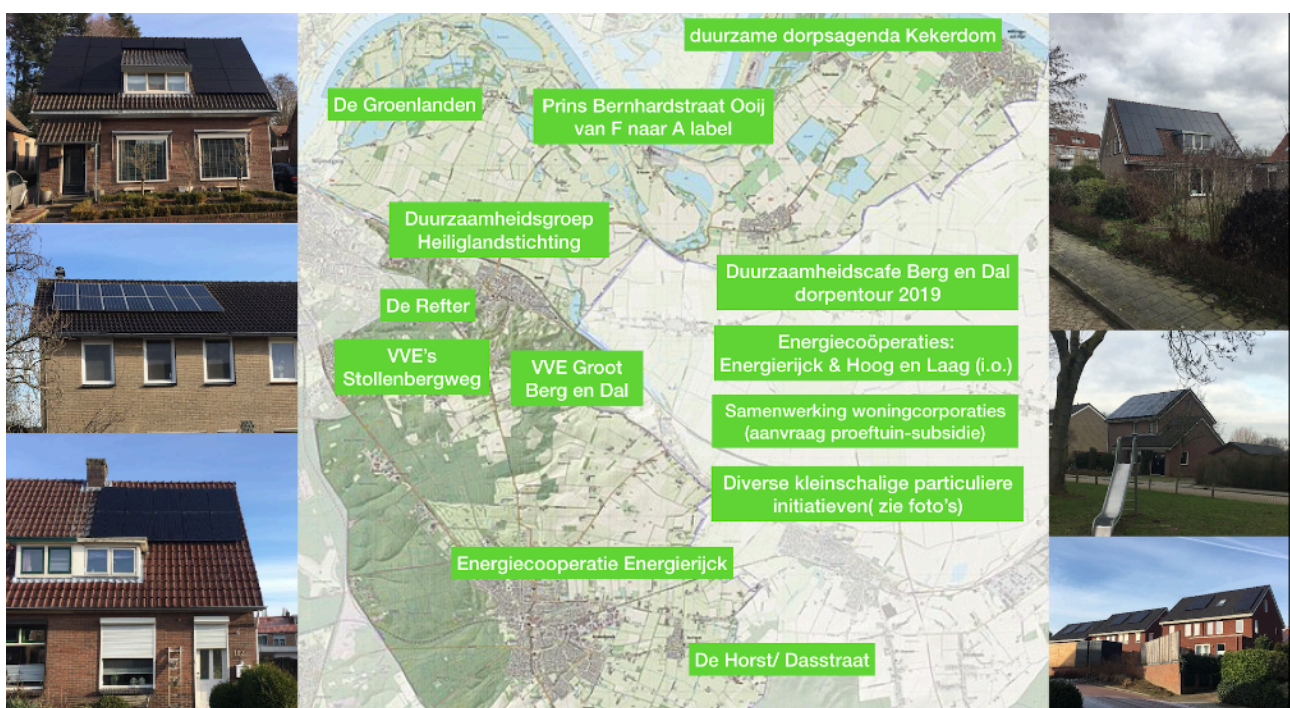 duurzame dorpsagenda Kekerdom
De Groenlanden
Prins Bernhardstraat Ooij
van F naar A label
Duurzaamheidsgroep
Heiliglandstichting
Duurzaamheidscafe Berg en Dal
dorpentour 2019
De Refter
Energiecoöperaties:
Energierijck & Hoog en Laag (i.o.)
VVE's
Stollenbergweg
VVE Groot
Berg en Dal
Samenwerking woningcorporaties
(aanvraag proeftuin-subsidie)
Diverse kleinschalige particuliere
initiatieven( zie foto's)
Energiecooperatie Energierijck
De Horst/ Dasstraat